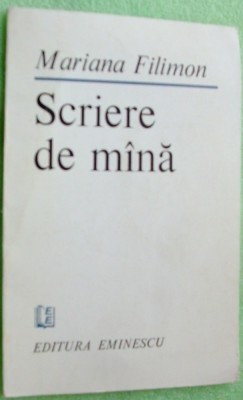 Mariana Filimon
Scriere
de mînă
E E
EDITURA EMINESCU